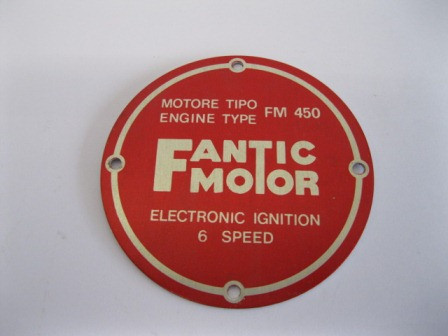 MOTORE TIPO
ENGINE TYPE FM 450
FANTIC
MOTOR
ELECTRONIC IGNITION
6 SPEED